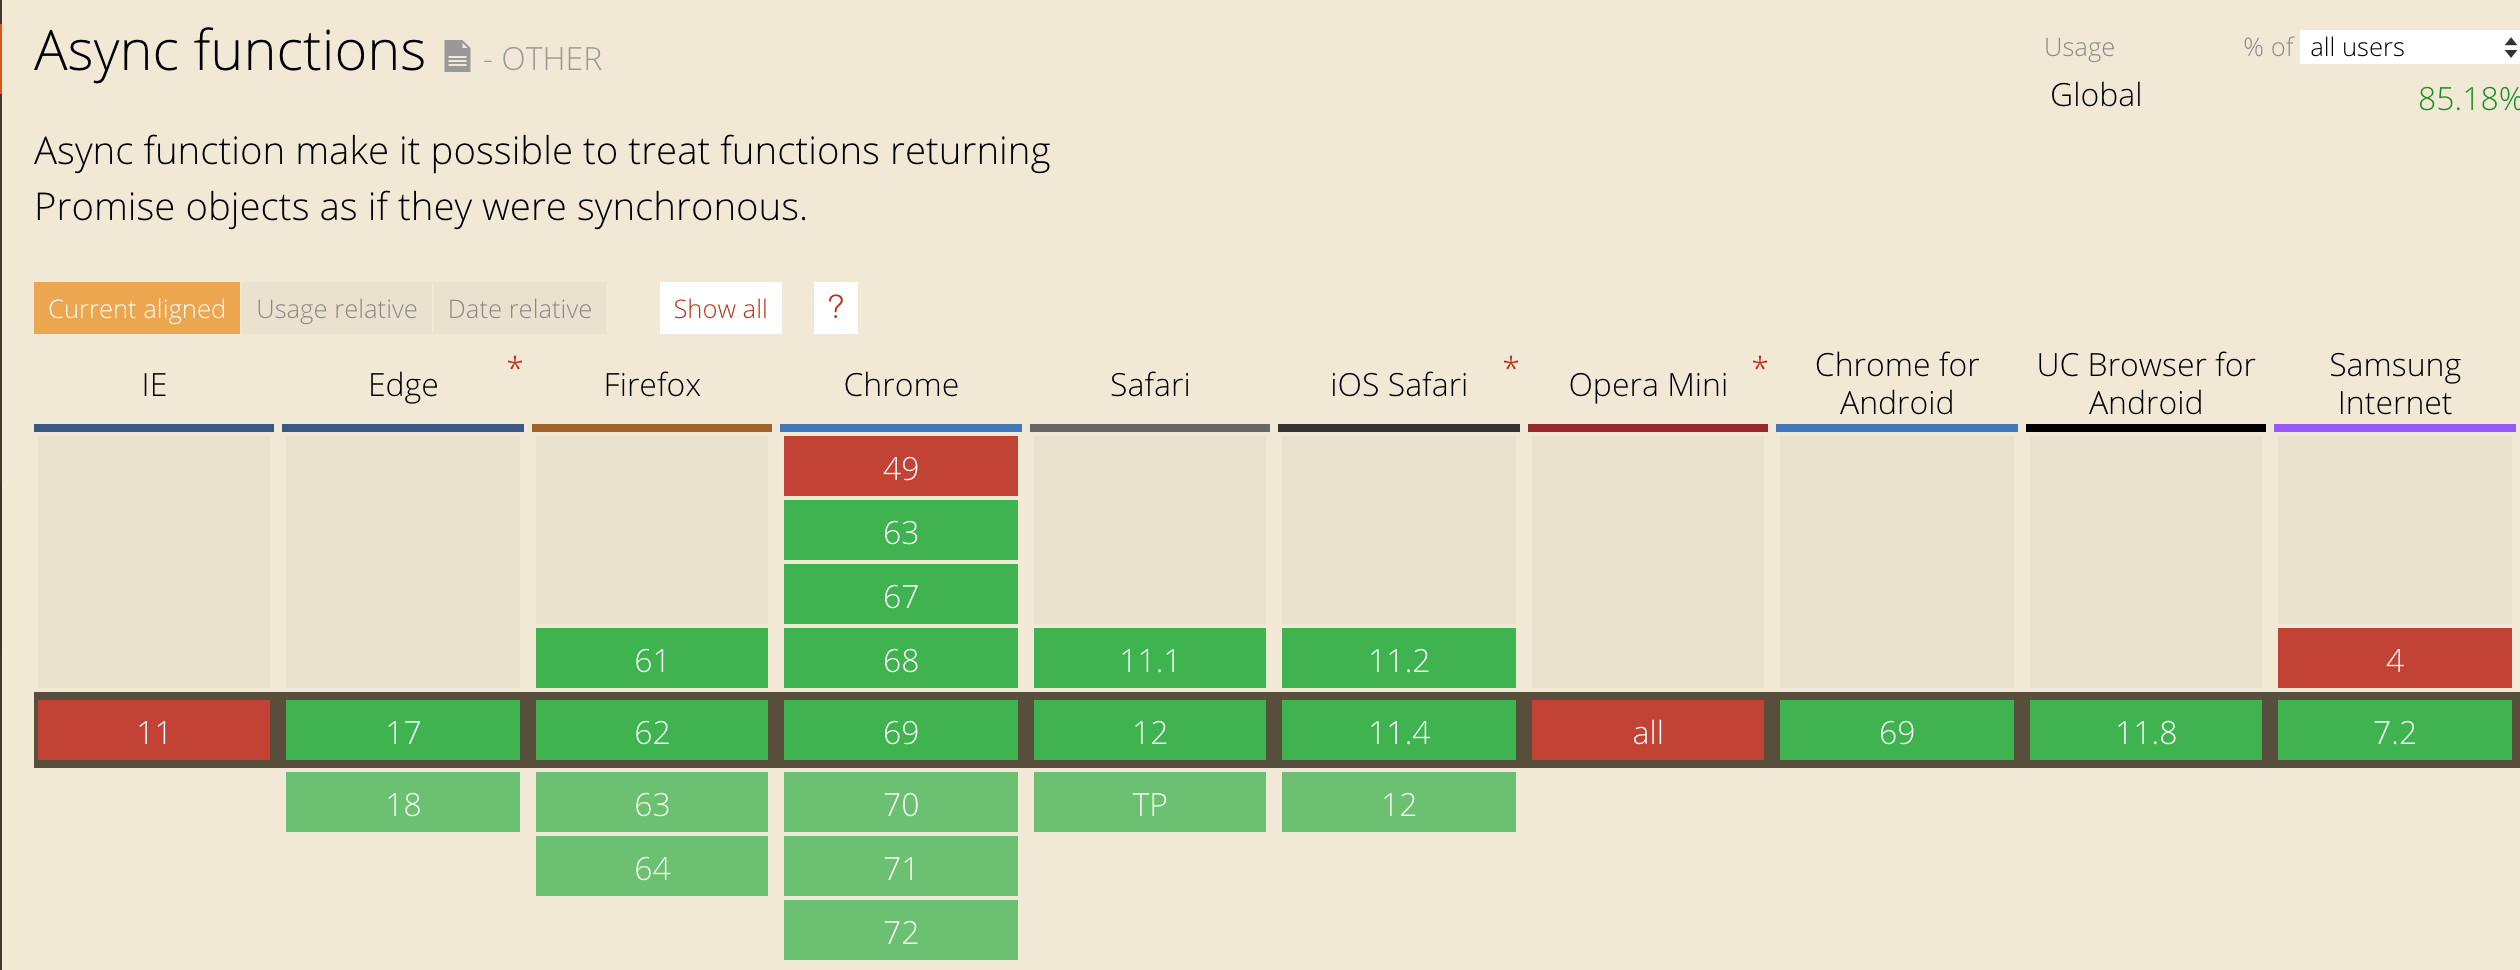 Async functions - OTHER
Usage % of all users
Global 85.18%
Async function make it possible to treat functions returning
Promise objects as if they were synchronous.
Current aligned Usage relative Date relative Show all ?
IE Edge * Firefox Chrome Safari iOS Safari * Opera Mini * Chrome for Android UC Browser for Android Samsung Internet
49
63
67
61 68 11.1 11.2 4
11 17 62 69 12 11.4 all 69 11.8 7.2
18 63 70 TP 12
64 71
72